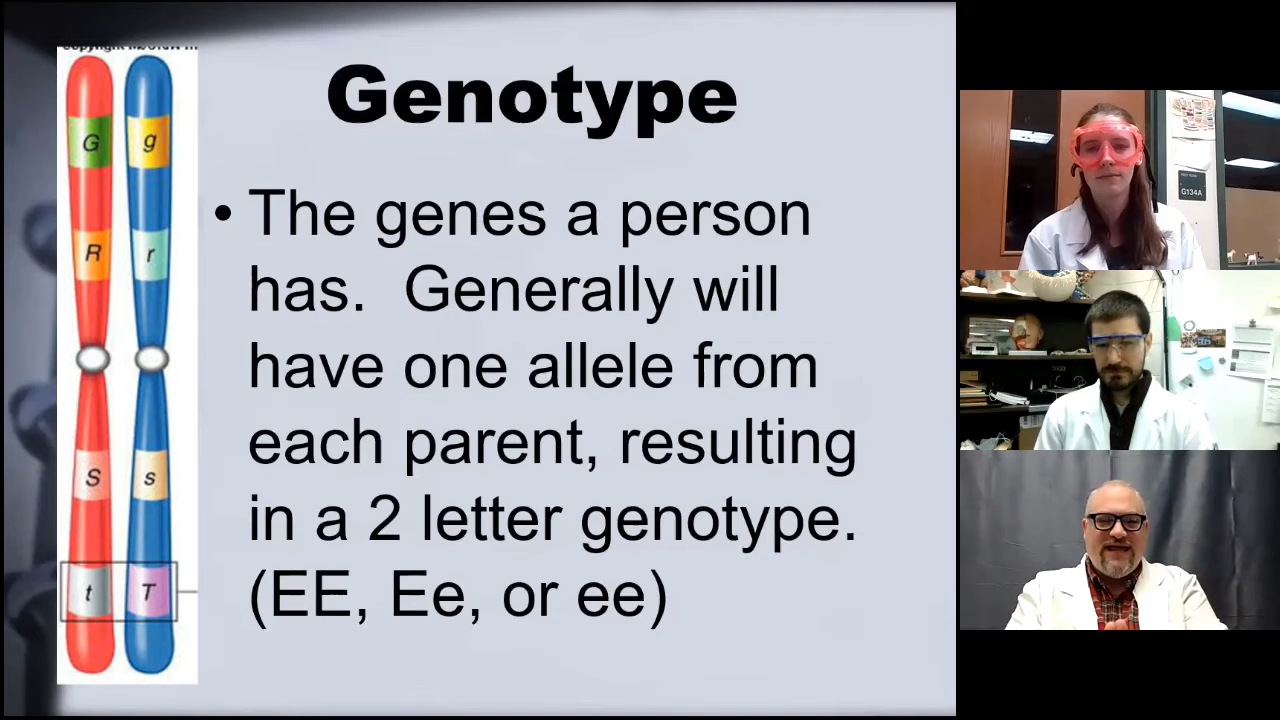 Genotype
• The genes a person
has. Generally will
have one allele from
each parent, resulting
in a 2 letter genotype.
(EE, Ee, or ee)
G g
R r
S s
t T
G134A